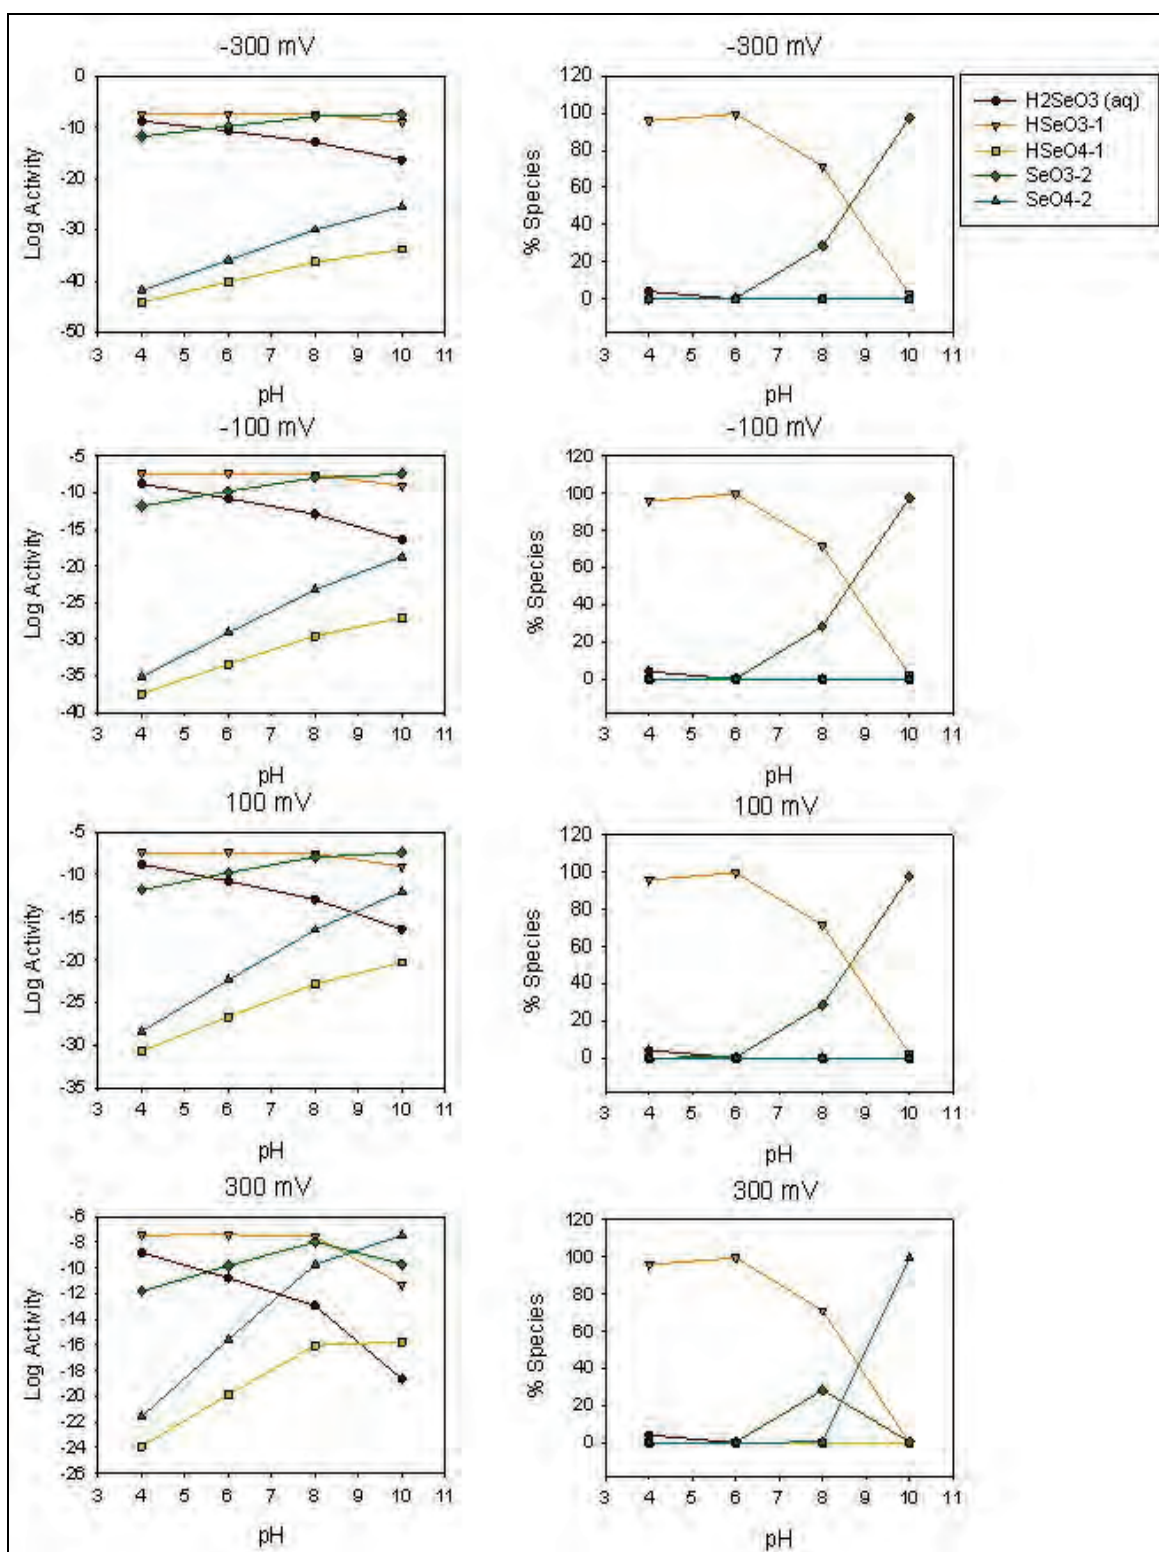 -300 mV
-300 mV
H2SeO3 (aq)
HSeO3-1
HSeO4-1
SeO3-2
SeO4-2
Log Activity
0
-10
-20
-30
-40
-50
3 4 5 6 7 8 9 10 11
pH
% Species
120
100
80
60
40
20
0
3 4 5 6 7 8 9 10 11
pH
-100 mV
-100 mV
Log Activity
-5
-10
-15
-20
-25
-30
-35
-40
3 4 5 6 7 8 9 10 11
pH
% Species
120
100
80
60
40
20
0
3 4 5 6 7 8 9 10 11
pH
100 mV
100 mV
Log Activity
-5
-10
-15
-20
-25
-30
-35
3 4 5 6 7 8 9 10 11
pH
% Species
120
100
80
60
40
20
0
3 4 5 6 7 8 9 10 11
pH
300 mV
300 mV
Log Activity
-6
-8
-10
-12
-14
-16
-18
-20
-22
-24
-26
3 4 5 6 7 8 9 10 11
pH
% Species
120
100
80
60
40
20
0
3 4 5 6 7 8 9 10 11
pH